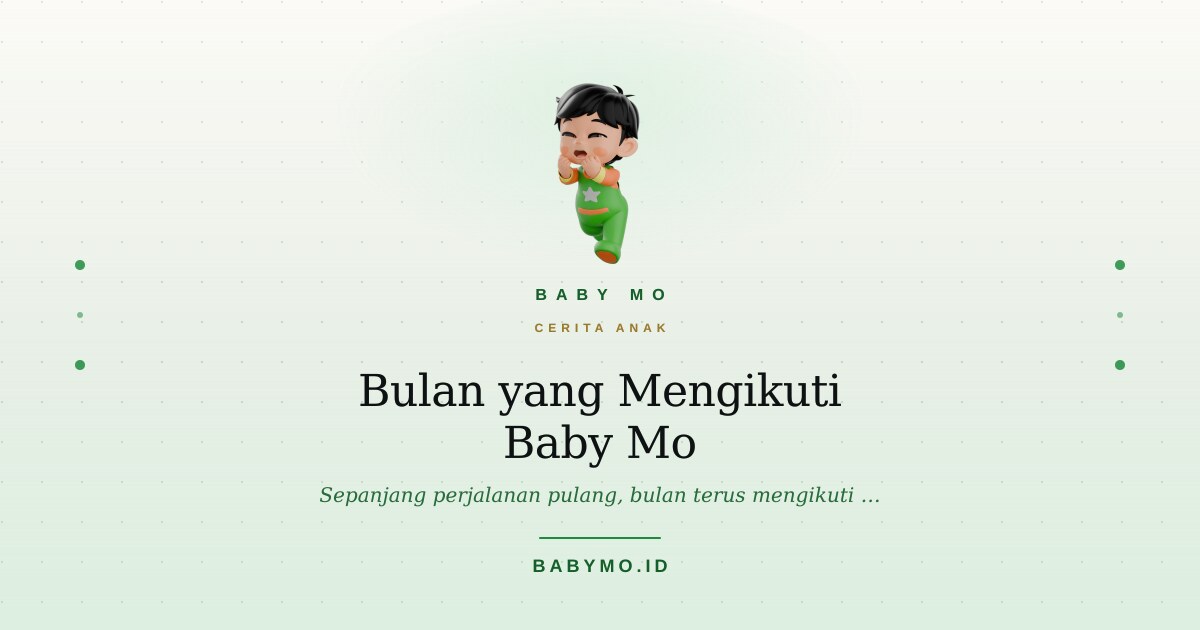 BABY MO
CERITA ANAK
Bulan yang Mengikuti
Baby Mo
Sepanjang perjalanan pulang, bulan terus mengikuti ...
BABYMO.ID